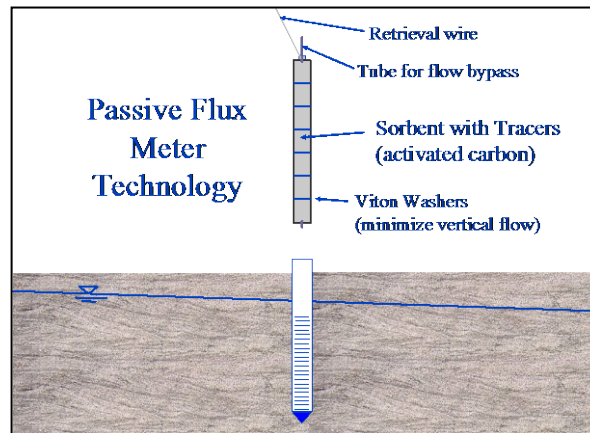 Retrieval wire
Tube for flow bypass
Passive Flux
Meter
Technology
Sorbent with Tracers
(activated carbon)
Viton Washers
(minimize vertical flow)